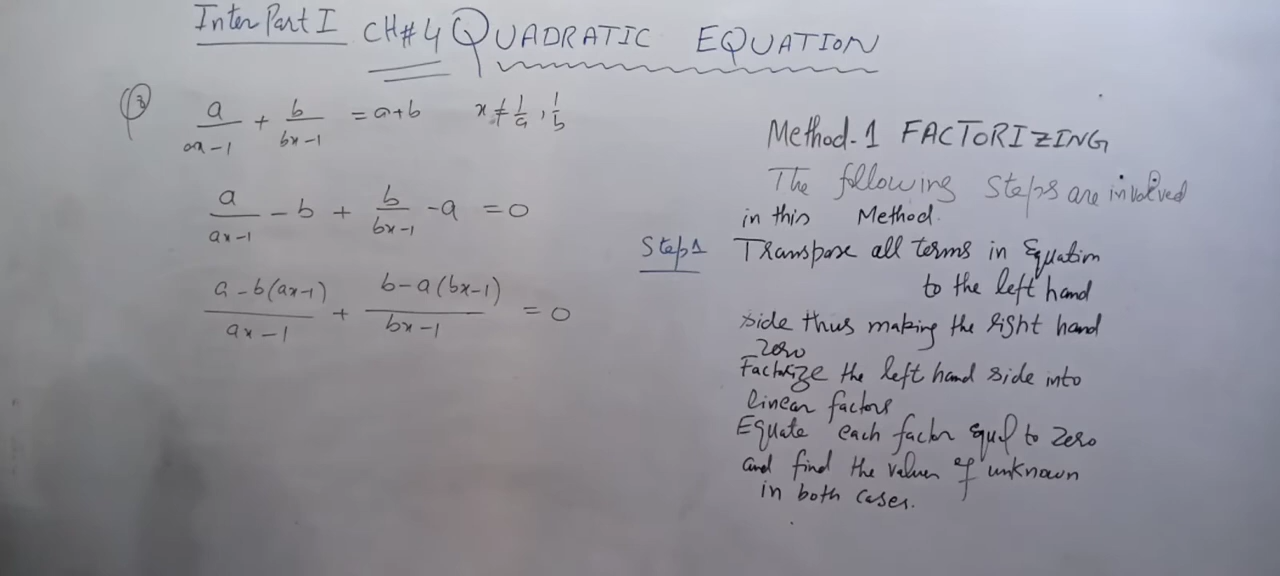 Inter Part I CH#4 QUADRATIC EQUATION
Q3 a/(ax-1) + b/(bx-1) = a+b x ≠ 1/a, 1/b
a/(ax-1) - b + b/(bx-1) - a = 0
(a-b(ax-1))/(ax-1) + (b-a(bx-1))/(bx-1) = 0
Method-1 FACTORIZING
The following Steps are involved
in this Method.
Step1 Transpose all terms in Equation
to the left hand
side thus making the right hand
zero
Factorize the left hand side into
linear factors
Equate each factor equl to zero
and find the values of unknown
in both cases.